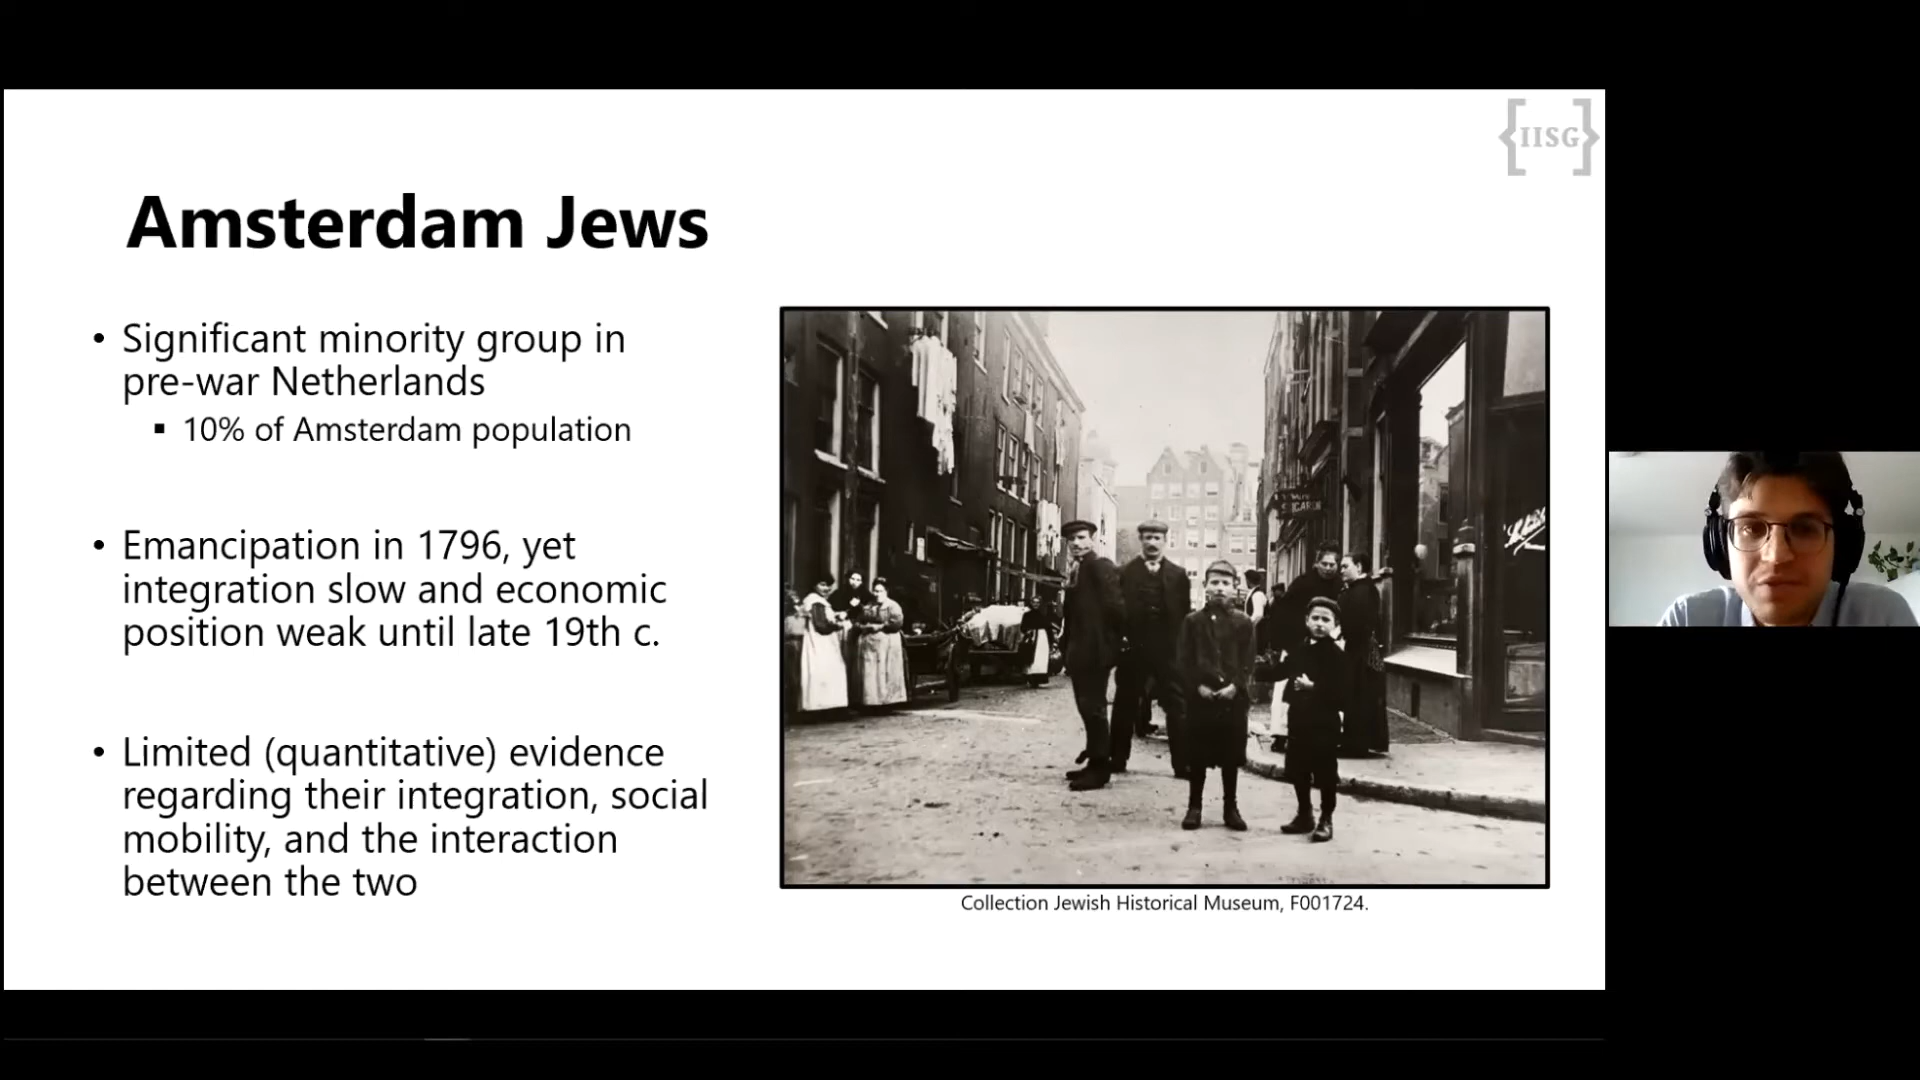 IISG
Amsterdam Jews
• Significant minority group in
pre-war Netherlands
▪ 10% of Amsterdam population
• Emancipation in 1796, yet
integration slow and economic
position weak until late 19th c.
• Limited (quantitative) evidence
regarding their integration, social
mobility, and the interaction
between the two
Collection Jewish Historical Museum, F001724.